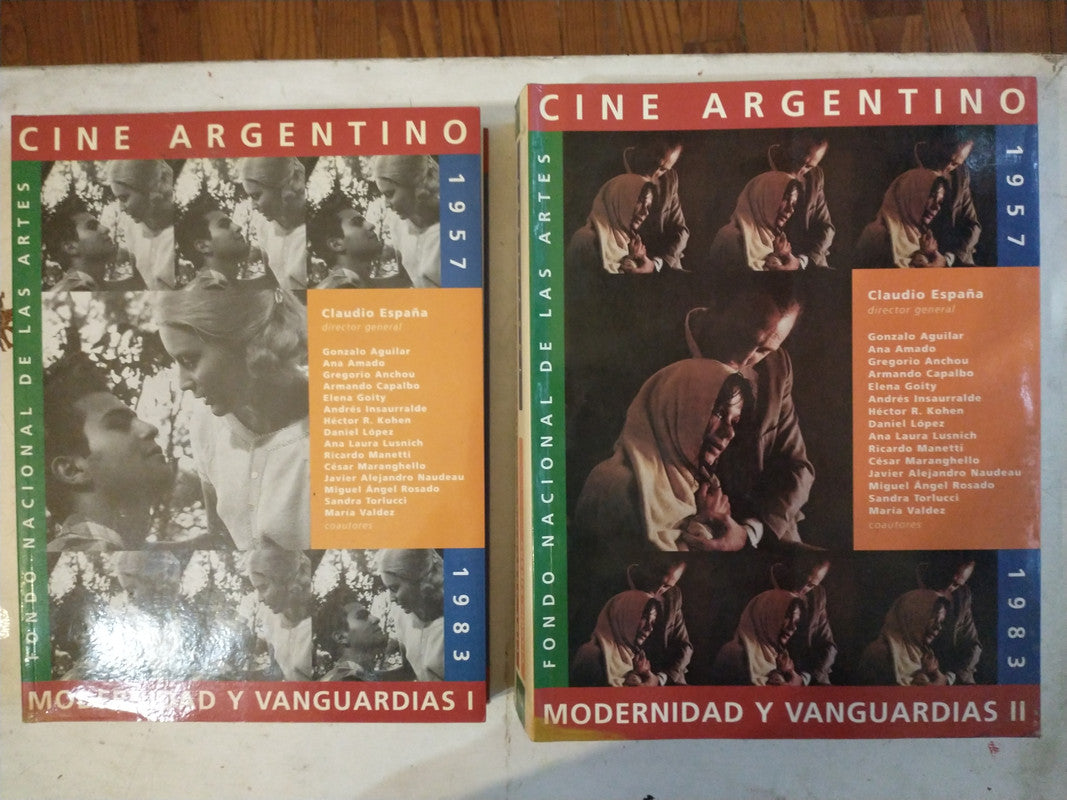 CINE ARGENTINO
FONDO NACIONAL DE LAS ARTES
1957
Claudio España
director general
Gonzalo Aguilar
Ana Amado
Gregorio Anchou
Armando Capalbo
Elena Goity
Andrés Insaurralde
Héctor R. Kohen
Daniel López
Ana Laura Lusnich
Ricardo Manetti
César Maranghello
Javier Alejandro Naudeau
Miguel Ángel Rosado
Sandra Torlucci
María Valdez
coautores
1983
MODERNIDAD Y VANGUARDIAS I
CINE ARGENTINO
FONDO NACIONAL DE LAS ARTES
1957
Claudio España
director general
Gonzalo Aguilar
Ana Amado
Gregorio Anchou
Armando Capalbo
Elena Goity
Andrés Insaurralde
Héctor R. Kohen
Daniel López
Ana Laura Lusnich
Ricardo Manetti
César Maranghello
Javier Alejandro Naudeau
Miguel Ángel Rosado
Sandra Torlucci
María Valdez
coautores
1983
MODERNIDAD Y VANGUARDIAS II